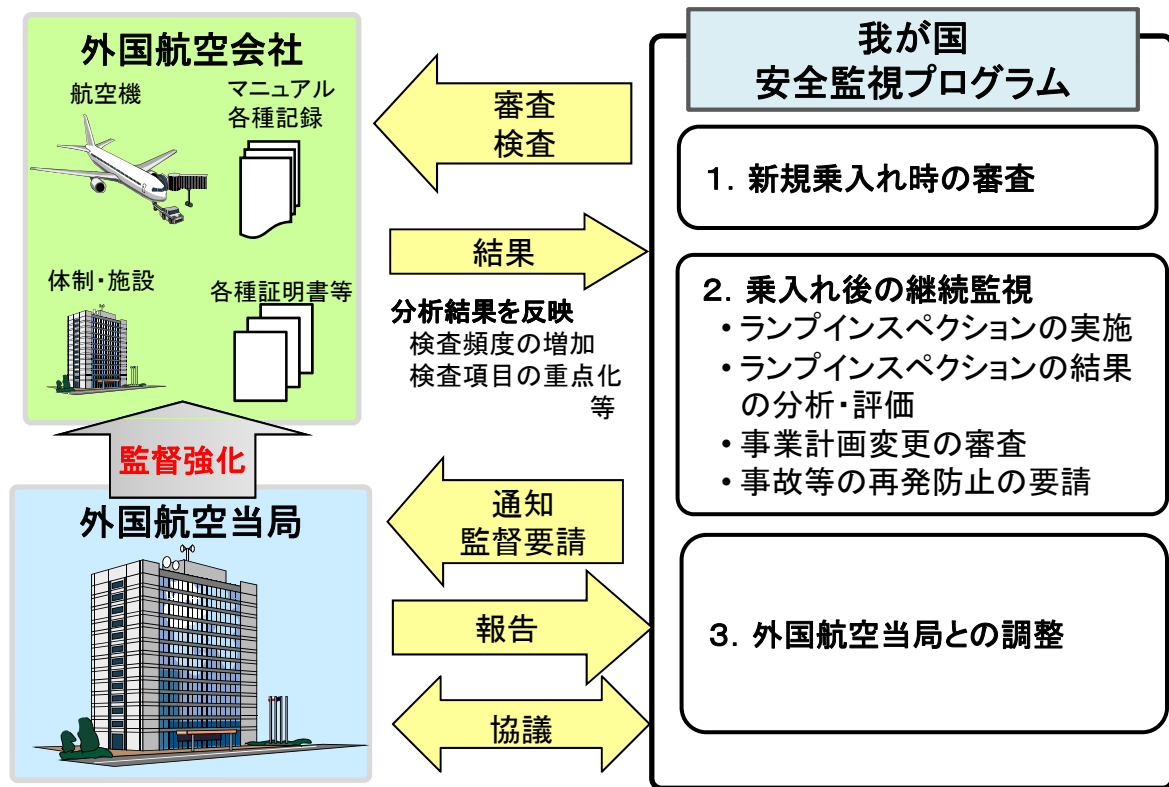 外国航空会社
航空機
マニュアル
各種記録
体制・施設
各種証明書等
監督強化
外国航空当局
審査
検査
結果
分析結果を反映
検査頻度の増加
検査項目の重点化
等
通知
監督要請
報告
協議
我が国
安全監視プログラム
１．新規乗入れ時の審査
２．乗入れ後の継続監視
・ランプインスペクションの実施
・ランプインスペクションの結果
の分析・評価
・事業計画変更の審査
・事故等の再発防止の要請
３．外国航空当局との調整